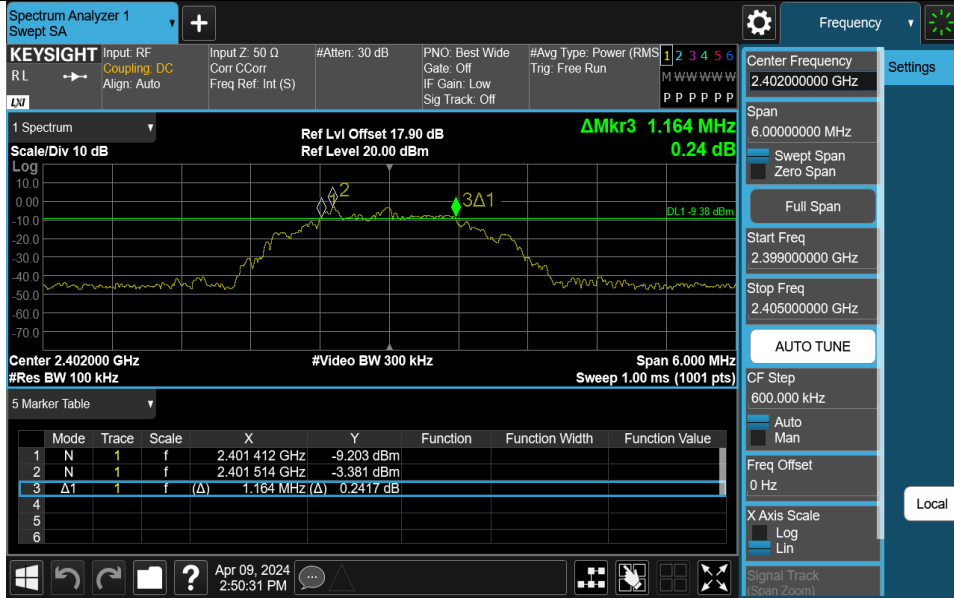 Spectrum Analyzer 1
Swept SA
+
Frequency
KEYSIGHT
R L
LXI
Input: RF
Coupling: DC
Align: Auto
Input Z: 50 Ω
Corr CCorr
Freq Ref: Int (S)
#Atten: 30 dB
PNO: Best Wide
Gate: Off
IF Gain: Low
Sig Track: Off
#Avg Type: Power (RMS
Trig: Free Run
1 2 3 4 5 6
M W W W W W
P P P P P P
Center Frequency
2.402000000 GHz
Settings
Span
6.00000000 MHz
Swept Span
Zero Span
Full Span
Start Freq
2.399000000 GHz
Stop Freq
2.405000000 GHz
AUTO TUNE
CF Step
600.000 kHz
Auto
Man
Freq Offset
0 Hz
X Axis Scale
Log
Lin
Signal Track
(Span Zoom)
Local
1 Spectrum
Scale/Div 10 dB
Ref Lvl Offset 17.90 dB
Ref Level 20.00 dBm
ΔMkr3 1.164 MHz
0.24 dB
Log
10.0
0.00
-10.0
-20.0
-30.0
-40.0
-50.0
-60.0
-70.0
2
3Δ1
DL1 -9.38 dBm
Center 2.402000 GHz
#Video BW 300 kHz
Span 6.000 MHz
#Res BW 100 kHz
Sweep 1.00 ms (1001 pts)
5 Marker Table
Mode Trace Scale X Y Function Function Width Function Value
1 N 1 f 2.401 412 GHz -9.203 dBm
2 N 1 f 2.401 514 GHz -3.381 dBm
3 Δ1 1 f (Δ) 1.164 MHz (Δ) 0.2417 dB
4
5
6
?
Apr 09, 2024
2:50:31 PM